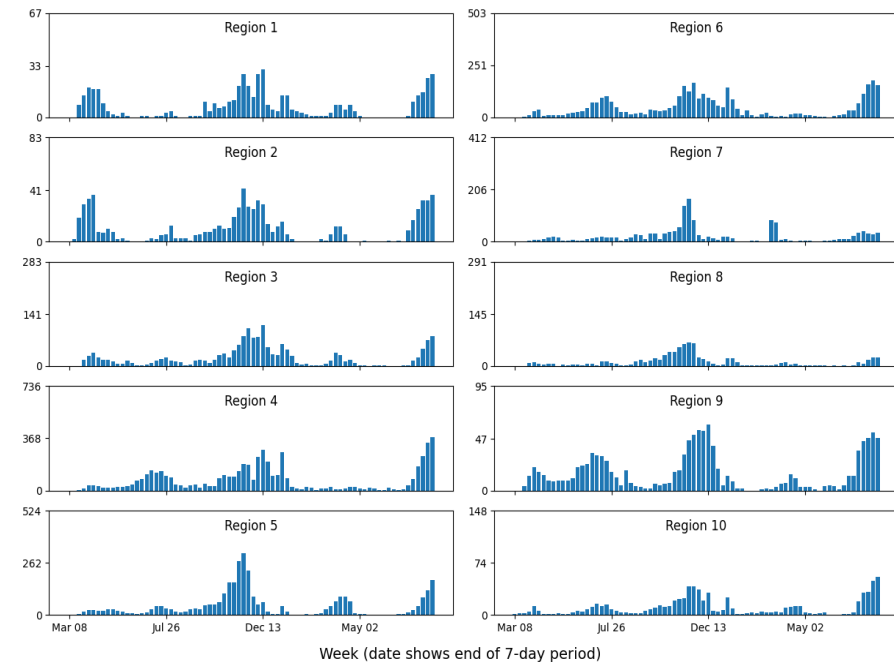 67
33
0
Region 1
503
251
0
Region 6
83
41
0
Region 2
412
206
0
Region 7
283
141
0
Region 3
291
145
0
Region 8
736
368
0
Region 4
95
47
0
Region 9
524
262
0
Region 5
148
74
0
Region 10
Mar 08 Jul 26 Dec 13 May 02
Mar 08 Jul 26 Dec 13 May 02
Week (date shows end of 7-day period)